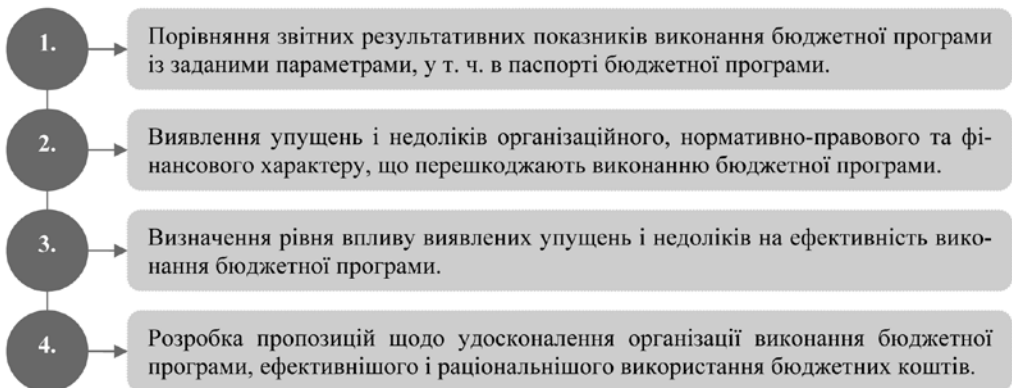 1. Порівняння звітних результативних показників виконання бюджетної програми
із заданими параметрами, у т. ч. в паспорті бюджетної програми.
2. Виявлення упущень і недоліків організаційного, нормативно-правового та фі-
нансового характеру, що перешкоджають виконанню бюджетної програми.
3. Визначення рівня впливу виявлених упущень і недоліків на ефективність вико-
нання бюджетної програми.
4. Розробка пропозицій щодо удосконалення організації виконання бюджетної
програми, ефективнішого і раціональнішого використання бюджетних коштів.